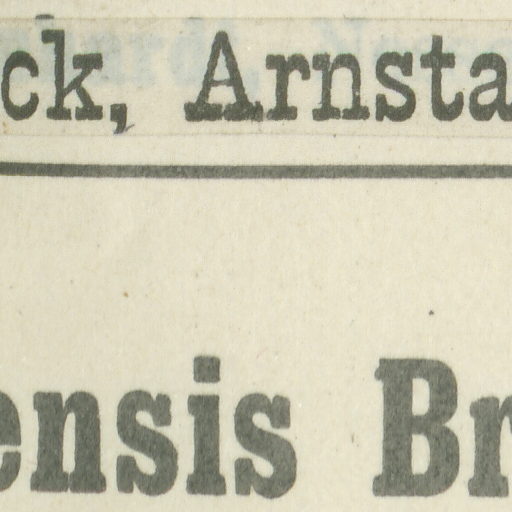 ck, Arnsta
ensis Br